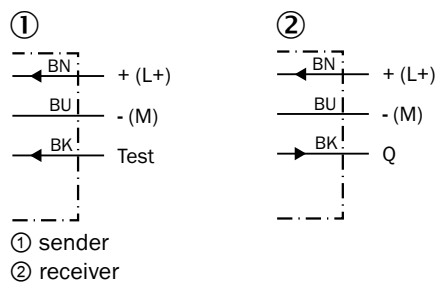 ① ②
BN + (L+) BN + (L+)
BU - (M) BU - (M)
BK Test BK Q
① sender
② receiver